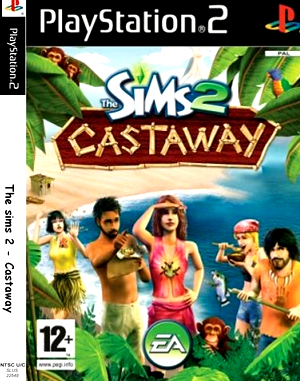 PlayStation.2
PlayStation®2
PAL
The SIMS 2
CASTAWAY
The sims 2 - Castaway
12+
www.pegi.info
EA
NTSC U/C